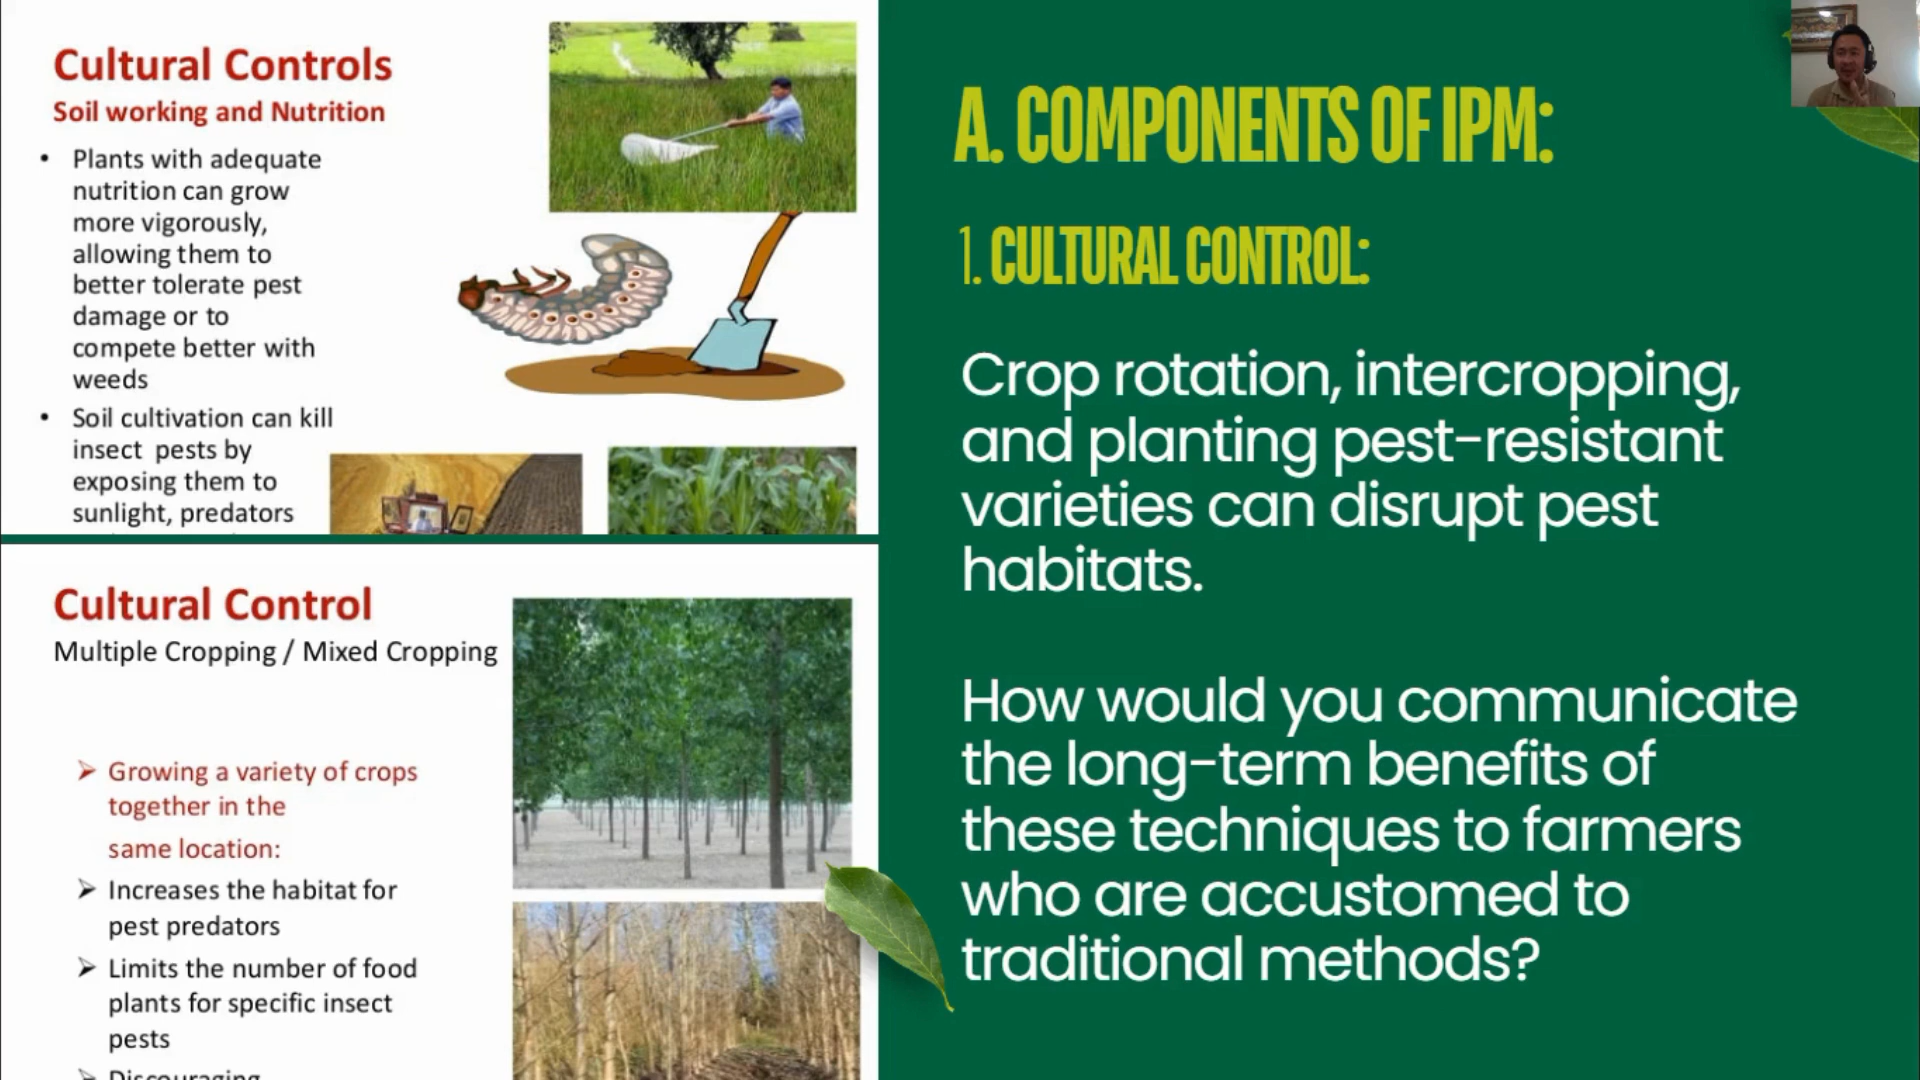 Cultural Controls
Soil working and Nutrition
• Plants with adequate
nutrition can grow
more vigorously,
allowing them to
better tolerate pest
damage or to
compete better with
weeds
• Soil cultivation can kill
insect pests by
exposing them to
sunlight, predators
Cultural Control
Multiple Cropping / Mixed Cropping
➢ Growing a variety of crops
together in the
same location:
➢ Increases the habitat for
pest predators
➢ Limits the number of food
plants for specific insect
pests
➢ Discouraging
A. COMPONENTS OF IPM:
1. CULTURAL CONTROL:
Crop rotation, intercropping,
and planting pest-resistant
varieties can disrupt pest
habitats.
How would you communicate
the long-term benefits of
these techniques to farmers
who are accustomed to
traditional methods?